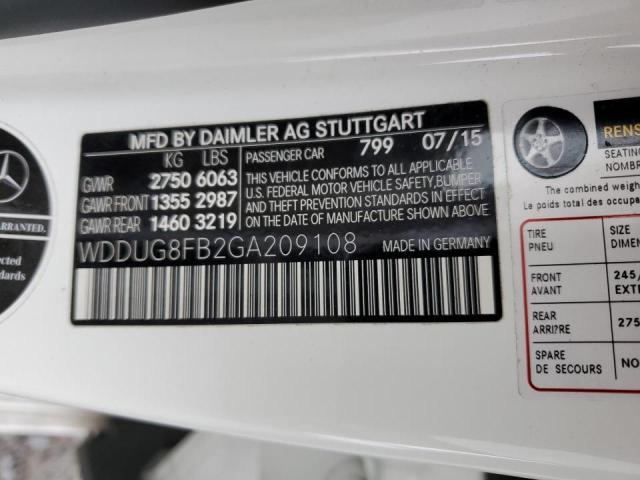 MFD BY DAIMLER AG STUTTGART
KG LBS PASSENGER CAR 799 07/15
GVWR 2750 6063
GAWR FRONT 1355 2987
GAWR REAR 1460 3219
THIS VEHICLE CONFORMS TO ALL APPLICABLE
U.S. FEDERAL MOTOR VEHICLE SAFETY, BUMPER
AND THEFT PREVENTION STANDARDS IN EFFECT
ON THE DATE OF MANUFACTURE SHOWN ABOVE.
WDDUG8FB2GA209108 MADE IN GERMANY
RENS
SEATING
NOMBR
The combined weigh
Le poids total des occupa
TIRE SIZE
PNEU DIMEN
FRONT 245/
AVANT EXTE
REAR 275
ARRI?RE
SPARE NO
DE SECOURS